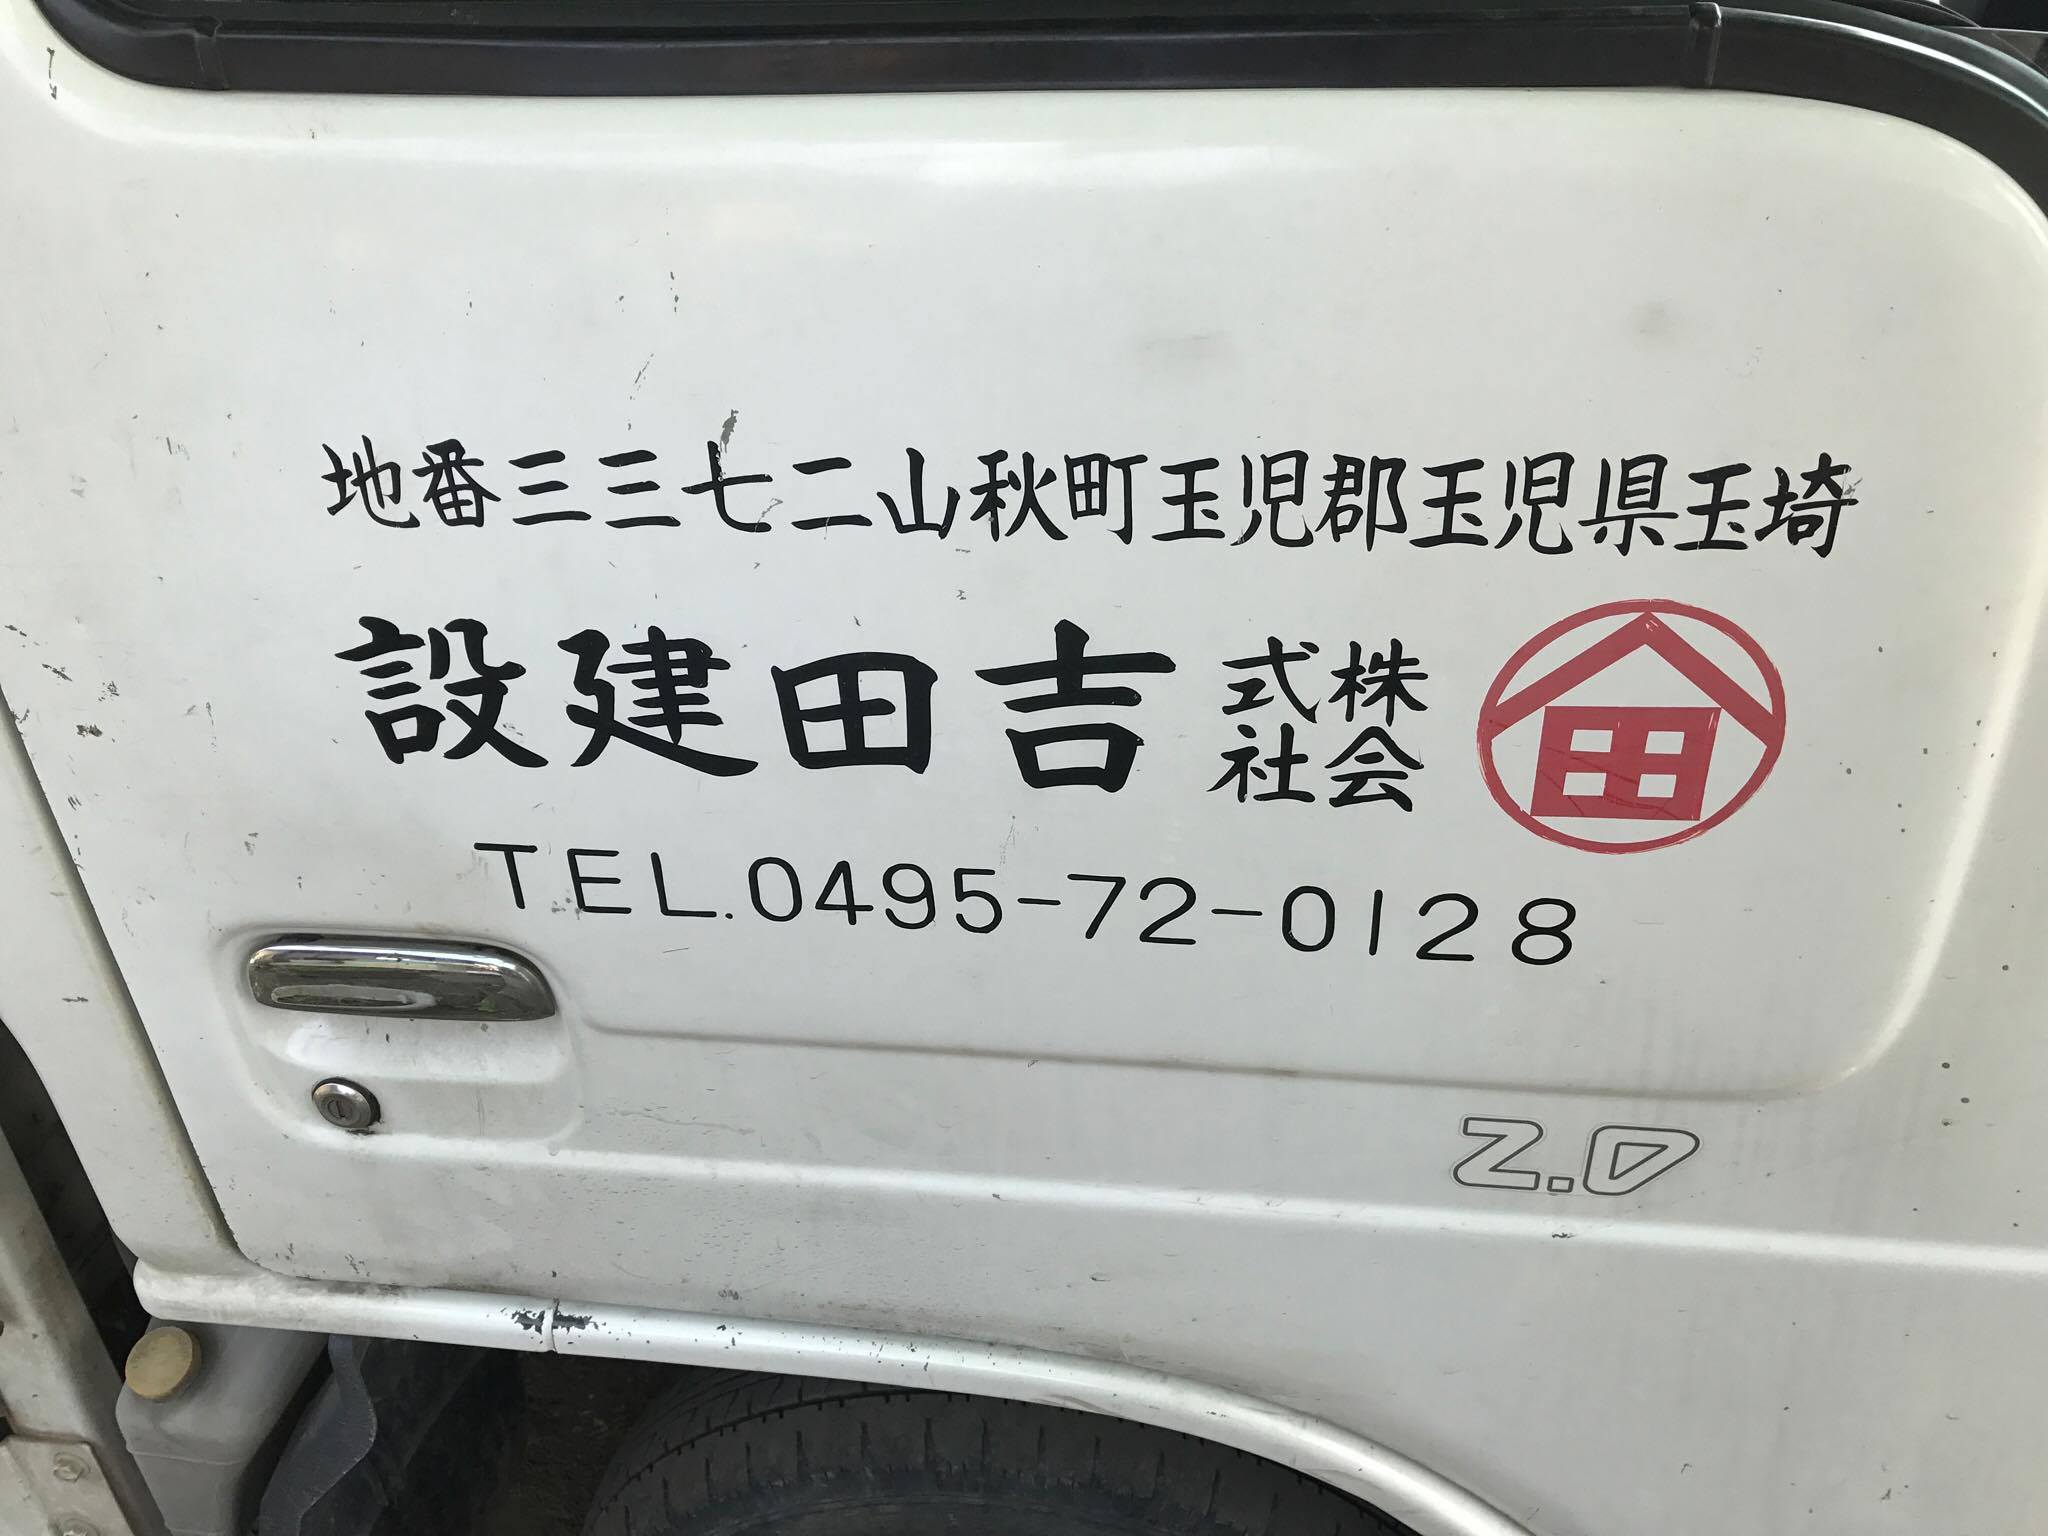 埼玉県児玉郡児玉町秋山二七三三番地
株式会社 吉田建設
TEL.0495-72-0128
2.D